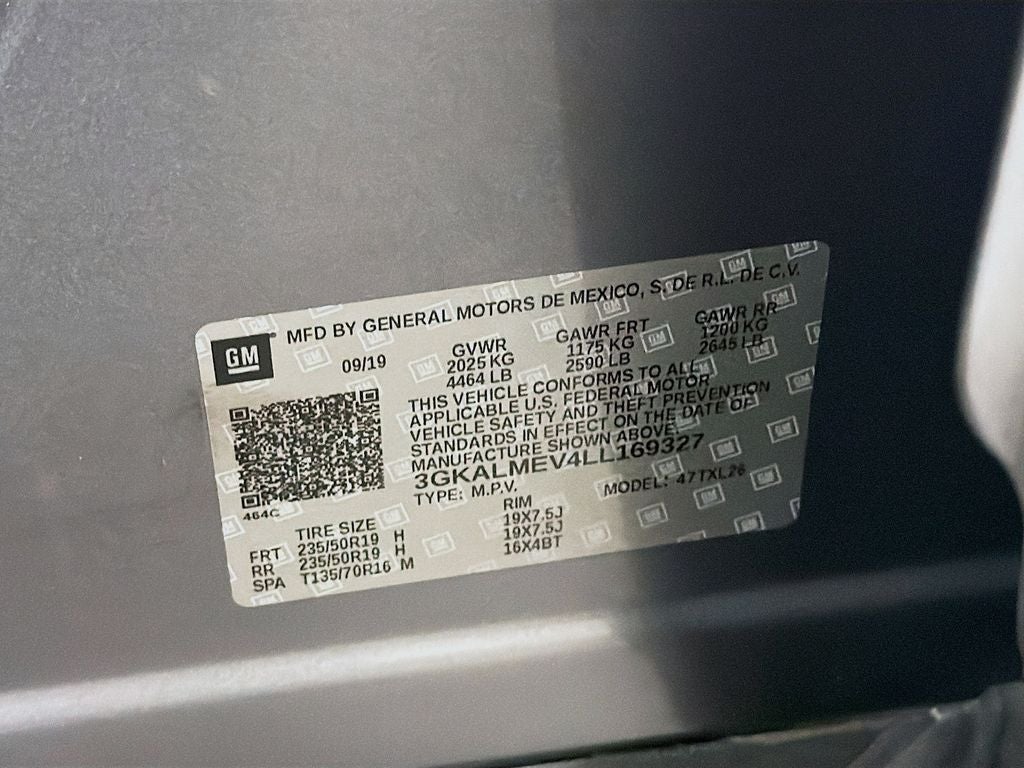 GM MFD BY GENERAL MOTORS DE MEXICO, S. DE R.L. DE C.V.
09/19 GVWR GAWR FRT GAWR RR
2025 KG 1175 KG 1200 KG
4464 LB 2590 LB 2645 LB
THIS VEHICLE CONFORMS TO ALL
APPLICABLE U.S. FEDERAL MOTOR
VEHICLE SAFETY AND THEFT PREVENTION
STANDARDS IN EFFECT ON THE DATE OF
MANUFACTURE SHOWN ABOVE.
3GKALMEV4LL169327
TYPE: M.P.V. MODEL: 47TXL26
464C
TIRE SIZE RIM
FRT 235/50R19 H 19X7.5J
RR 235/50R19 H 19X7.5J
SPA T135/70R16 M 16X4BT